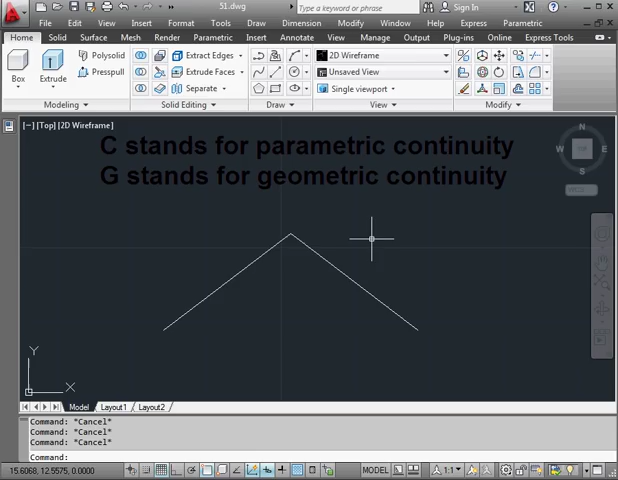 51.dwg
Type a keyword or phrase
Sign In
File Edit View Insert Format Tools Draw Dimension Modify Window Help Express Parametric
Home Solid Surface Mesh Parametric Insert Annotate View Manage Output Plug-ins Online Express Tools
Polysolid Extract Edges 2D Wireframe
Presspull Extrude Faces Unsaved View
Box Extrude Separate Single viewport
Modeling Solid Editing Draw View Modify
[−] [Top] [2D Wireframe]
C stands for parametric continuity
G stands for geometric continuity
N
W TOP E
S
WCS
Y
X
Model Layout1 Layout2
Command: *Cancel*
Command: *Cancel*
Command: *Cancel*
Command:
15.6068, 12.5575, 0.0000 MODEL 1:1